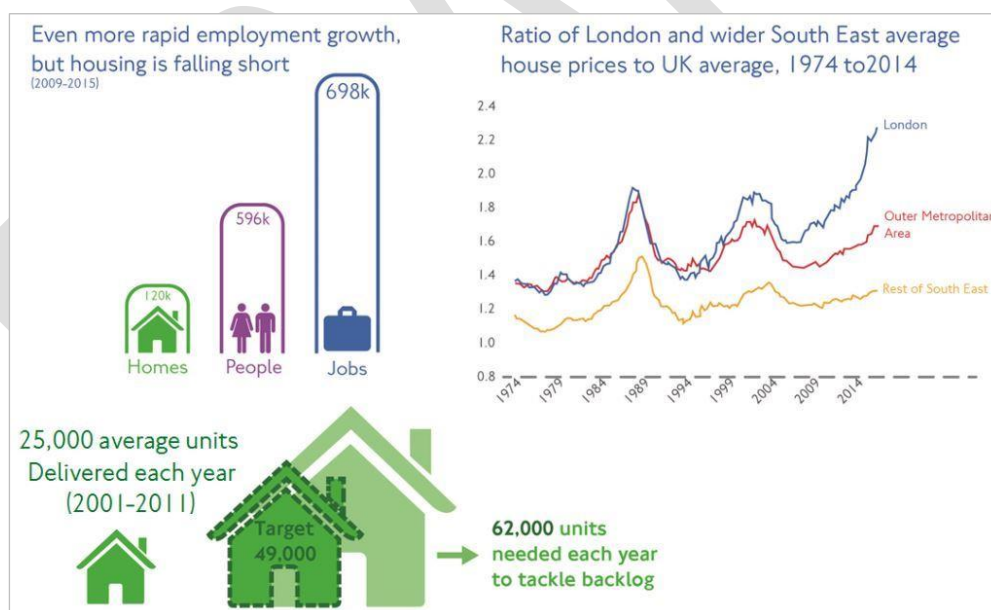 Even more rapid employment growth,
but housing is falling short
(2009-2015)
120k
Homes
596k
People
698k
Jobs
Ratio of London and wider South East average
house prices to UK average, 1974 to2014
2.4
2.2
2.0
1.8
1.6
1.4
1.2
1.0
0.8
1974
1979
1984
1989
1994
1999
2004
2009
2014
London
Outer Metropolitan
Area
Rest of South East
25,000 average units
Delivered each year
(2001-2011)
Target
49,000
62,000 units
needed each year
to tackle backlog